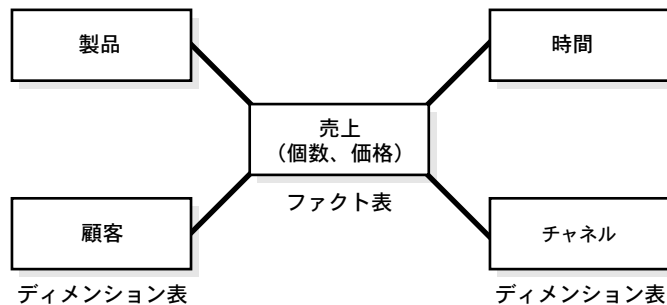 製品
時間
売上
(個数、価格)
ファクト表
顧客
チャネル
ディメンション表
ディメンション表